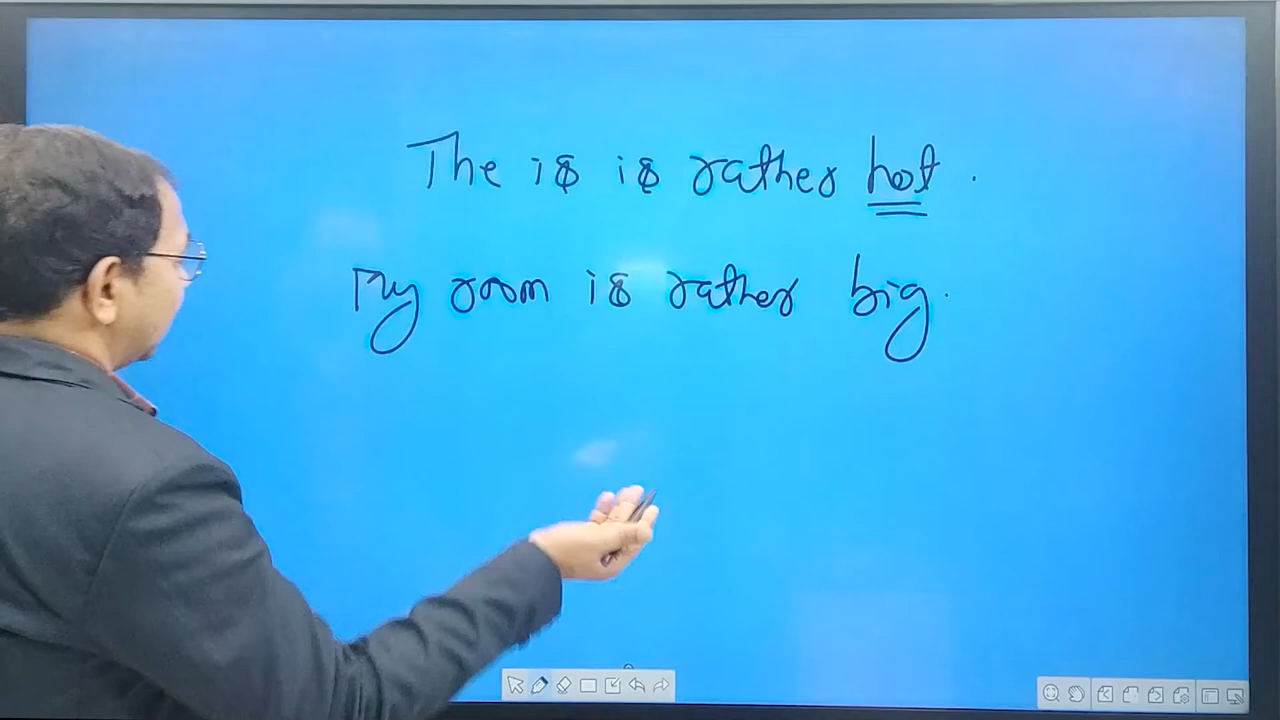 The is is rather hot.
My room is rather big.